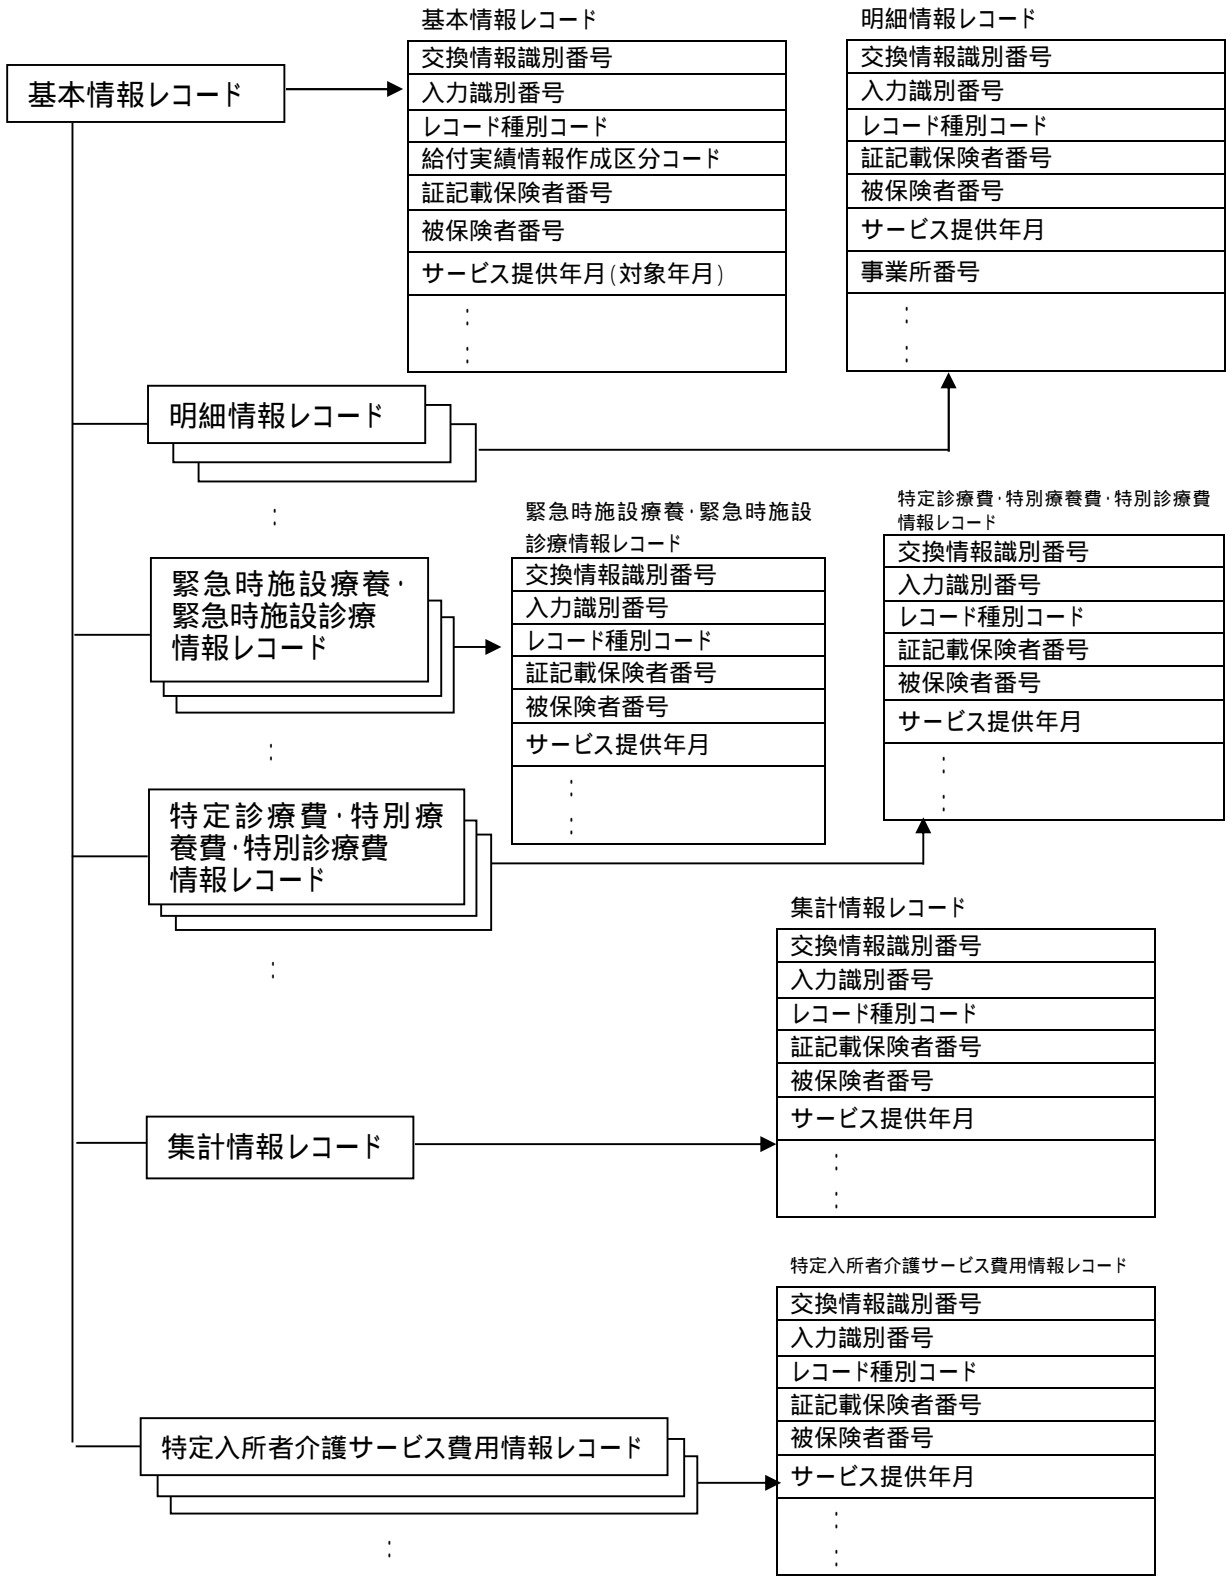 基本情報レコード
基本情報レコード
交換情報識別番号
入力識別番号
レコード種別コード
給付実績情報作成区分コード
証記載保険者番号
被保険者番号
サービス提供年月(対象年月)
:
:
明細情報レコード
交換情報識別番号
入力識別番号
レコード種別コード
証記載保険者番号
被保険者番号
サービス提供年月
事業所番号
:
:
明細情報レコード
:
緊急時施設療養・
緊急時施設診療
情報レコード
:
緊急時施設療養・緊急時施設
診療情報レコード
交換情報識別番号
入力識別番号
レコード種別コード
証記載保険者番号
被保険者番号
サービス提供年月
:
:
特定診療費・特別療養費・特別診療費
情報レコード
交換情報識別番号
入力識別番号
レコード種別コード
証記載保険者番号
被保険者番号
サービス提供年月
:
:
特定診療費・特別療
養費・特別診療費
情報レコード
:
集計情報レコード
集計情報レコード
交換情報識別番号
入力識別番号
レコード種別コード
証記載保険者番号
被保険者番号
サービス提供年月
:
:
特定入所者介護サービス費用情報レコード
:
特定入所者介護サービス費用情報レコード
交換情報識別番号
入力識別番号
レコード種別コード
証記載保険者番号
被保険者番号
サービス提供年月
:
: